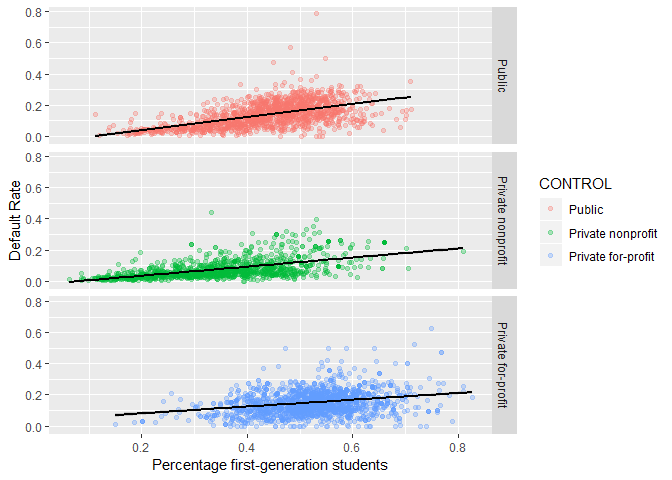 0.8
0.6
0.4
0.2
0.0
Public
0.8
0.6
0.4
0.2
0.0
Private nonprofit
0.8
0.6
0.4
0.2
0.0
Private for-profit
Default Rate
0.2 0.4 0.6 0.8
Percentage first-generation students
CONTROL
Public
Private nonprofit
Private for-profit